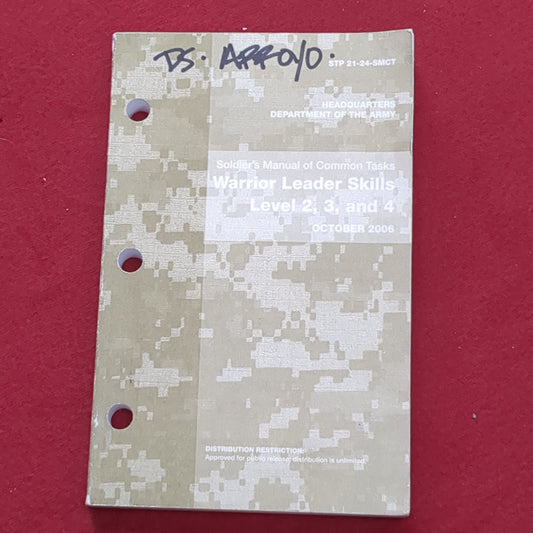 DS. ARROYO.
STP 21-24-SMCT
HEADQUARTERS
DEPARTMENT OF THE ARMY
Soldier's Manual of Common Tasks
Warrior Leader Skills
Level 2, 3, and 4
OCTOBER 2006
DISTRIBUTION RESTRICTION:
Approved for public release; distribution is unlimited.